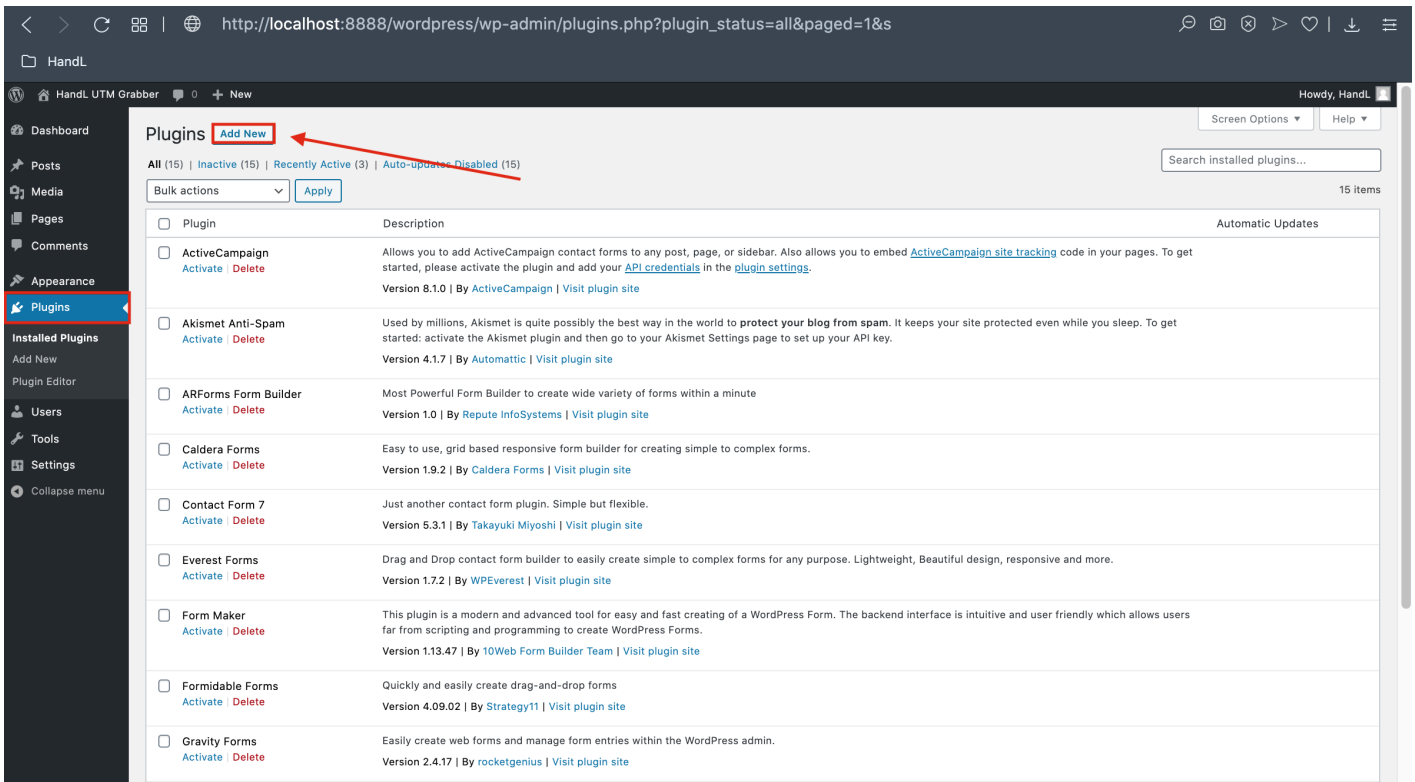 http://localhost:8888/wordpress/wp-admin/plugins.php?plugin_status=all&paged=1&s
HandL
HandL UTM Grabber 0 + New Howdy, HandL
Screen Options ▼ Help ▼
Dashboard
Posts
Media
Pages
Comments
Appearance
Plugins
Installed Plugins
Add New
Plugin Editor
Users
Tools
Settings
Collapse menu
Plugins Add New
All (15) | Inactive (15) | Recently Active (3) | Auto-updates Disabled (15)
Search installed plugins...
Bulk actions Apply
15 items
Plugin Description Automatic Updates
ActiveCampaign
Activate | Delete
Allows you to add ActiveCampaign contact forms to any post, page, or sidebar. Also allows you to embed ActiveCampaign site tracking code in your pages. To get
started, please activate the plugin and add your API credentials in the plugin settings.
Version 8.1.0 | By ActiveCampaign | Visit plugin site
Akismet Anti-Spam
Activate | Delete
Used by millions, Akismet is quite possibly the best way in the world to protect your blog from spam. It keeps your site protected even while you sleep. To get
started: activate the Akismet plugin and then go to your Akismet Settings page to set up your API key.
Version 4.1.7 | By Automattic | Visit plugin site
ARForms Form Builder
Activate | Delete
Most Powerful Form Builder to create wide variety of forms within a minute
Version 1.0 | By Repute InfoSystems | Visit plugin site
Caldera Forms
Activate | Delete
Easy to use, grid based responsive form builder for creating simple to complex forms.
Version 1.9.2 | By Caldera Forms | Visit plugin site
Contact Form 7
Activate | Delete
Just another contact form plugin. Simple but flexible.
Version 5.3.1 | By Takayuki Miyoshi | Visit plugin site
Everest Forms
Activate | Delete
Drag and Drop contact form builder to easily create simple to complex forms for any purpose. Lightweight, Beautiful design, responsive and more.
Version 1.7.2 | By WPEverest | Visit plugin site
Form Maker
Activate | Delete
This plugin is a modern and advanced tool for easy and fast creating of a WordPress Form. The backend interface is intuitive and user friendly which allows users
far from scripting and programming to create WordPress Forms.
Version 1.13.47 | By 10Web Form Builder Team | Visit plugin site
Formidable Forms
Activate | Delete
Quickly and easily create drag-and-drop forms
Version 4.09.02 | By Strategy11 | Visit plugin site
Gravity Forms
Activate | Delete
Easily create web forms and manage form entries within the WordPress admin.
Version 2.4.17 | By rocketgenius | Visit plugin site